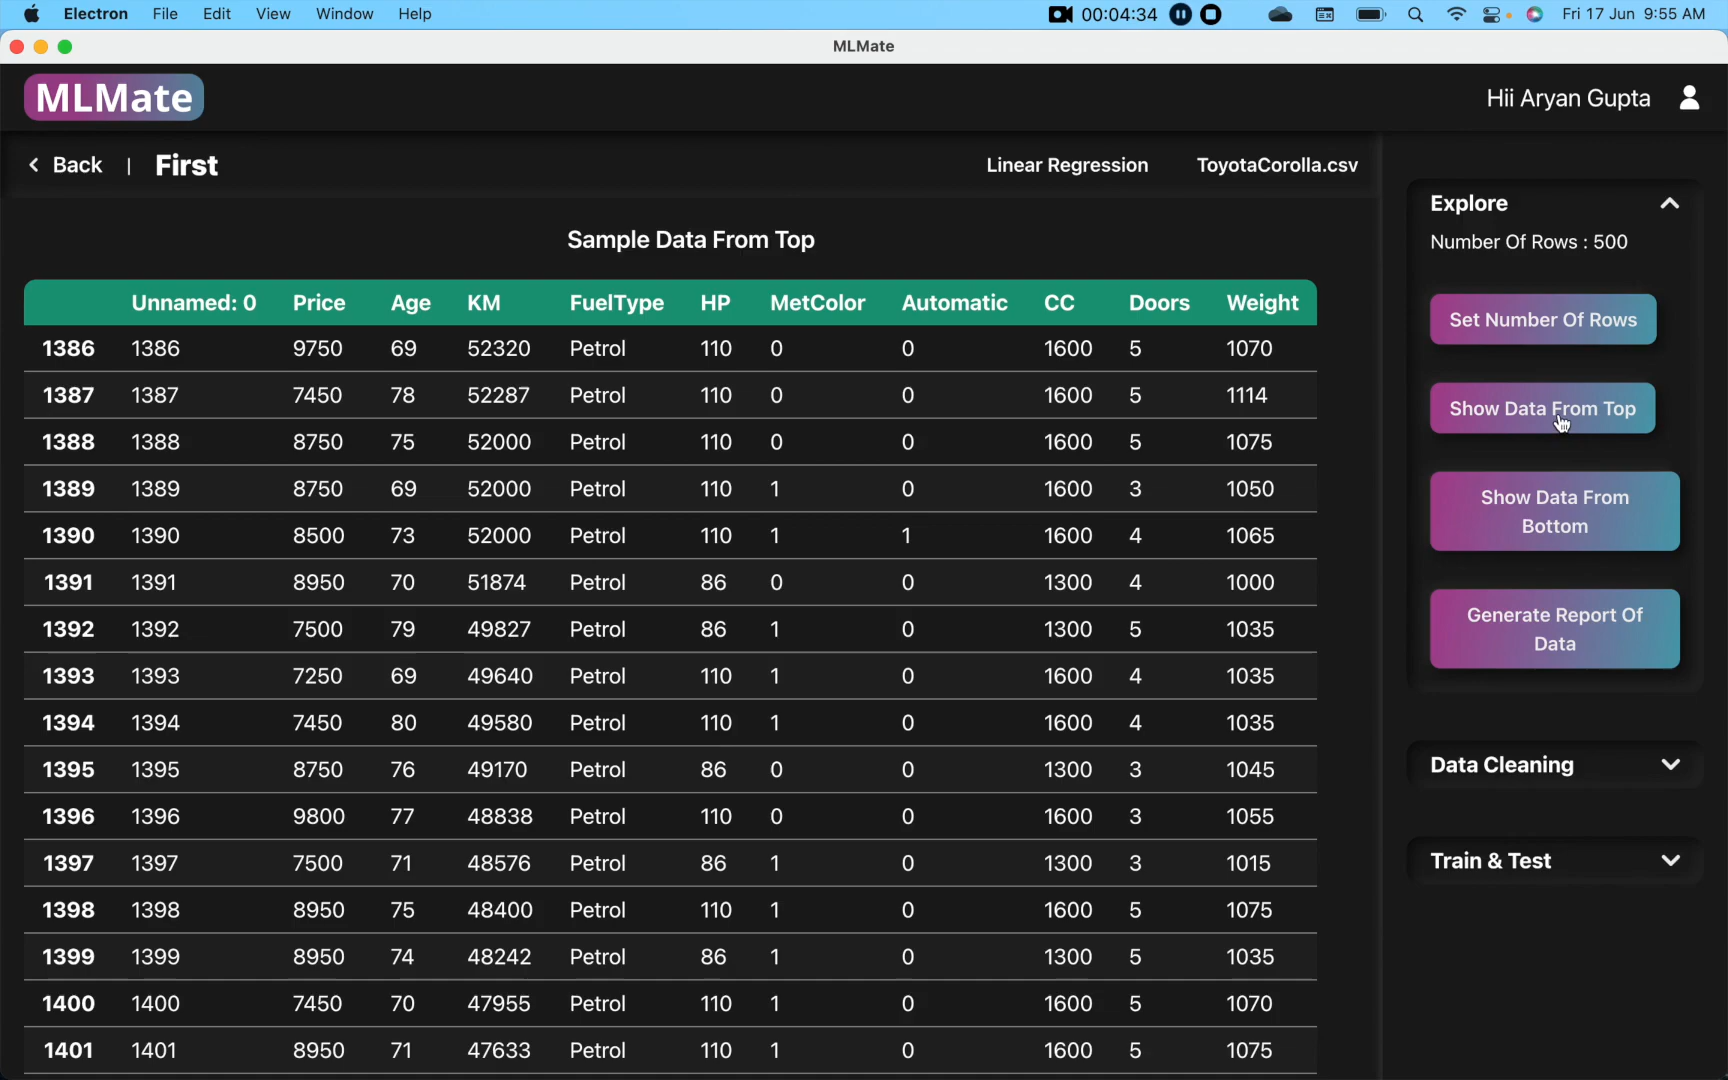 Electron File Edit View Window Help 00:04:34 Fri 17 Jun 9:55 AM
MLMate
MLMate Hii Aryan Gupta
Back | First Linear Regression ToyotaCorolla.csv
Sample Data From Top
Unnamed: 0 Price Age KM FuelType HP MetColor Automatic CC Doors Weight
1386 1386 9750 69 52320 Petrol 110 0 0 1600 5 1070
1387 1387 7450 78 52287 Petrol 110 0 0 1600 5 1114
1388 1388 8750 75 52000 Petrol 110 0 0 1600 5 1075
1389 1389 8750 69 52000 Petrol 110 1 0 1600 3 1050
1390 1390 8500 73 52000 Petrol 110 1 1 1600 4 1065
1391 1391 8950 70 51874 Petrol 86 0 0 1300 4 1000
1392 1392 7500 79 49827 Petrol 86 1 0 1300 5 1035
1393 1393 7250 69 49640 Petrol 110 1 0 1600 4 1035
1394 1394 7450 80 49580 Petrol 110 1 0 1600 4 1035
1395 1395 8750 76 49170 Petrol 86 0 0 1300 3 1045
1396 1396 9800 77 48838 Petrol 110 0 0 1600 3 1055
1397 1397 7500 71 48576 Petrol 86 1 0 1300 3 1015
1398 1398 8950 75 48400 Petrol 110 1 0 1600 5 1075
1399 1399 8950 74 48242 Petrol 86 1 0 1300 5 1035
1400 1400 7450 70 47955 Petrol 110 1 0 1600 5 1070
1401 1401 8950 71 47633 Petrol 110 1 0 1600 5 1075
Explore
Number Of Rows : 500
Set Number Of Rows
Show Data From Top
Show Data From
Bottom
Generate Report Of
Data
Data Cleaning
Train & Test